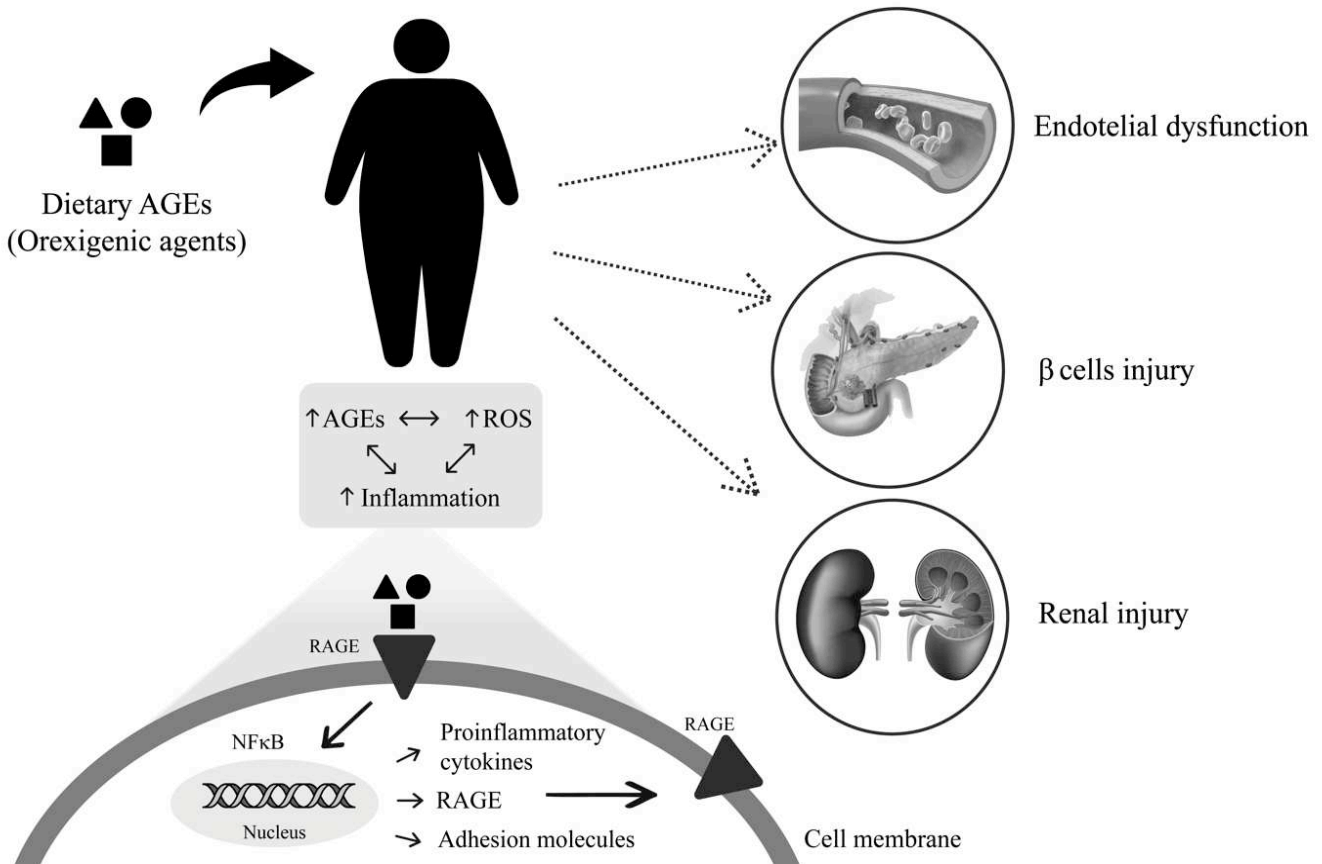 Endotelial dysfunction
Dietary AGEs
(Orexigenic agents)
β cells injury
↑AGEs ↔ ↑ROS
↑ Inflammation
Renal injury
RAGE
RAGE
NFκB
Proinflammatory
cytokines
RAGE
Nucleus
Adhesion molecules
Cell membrane